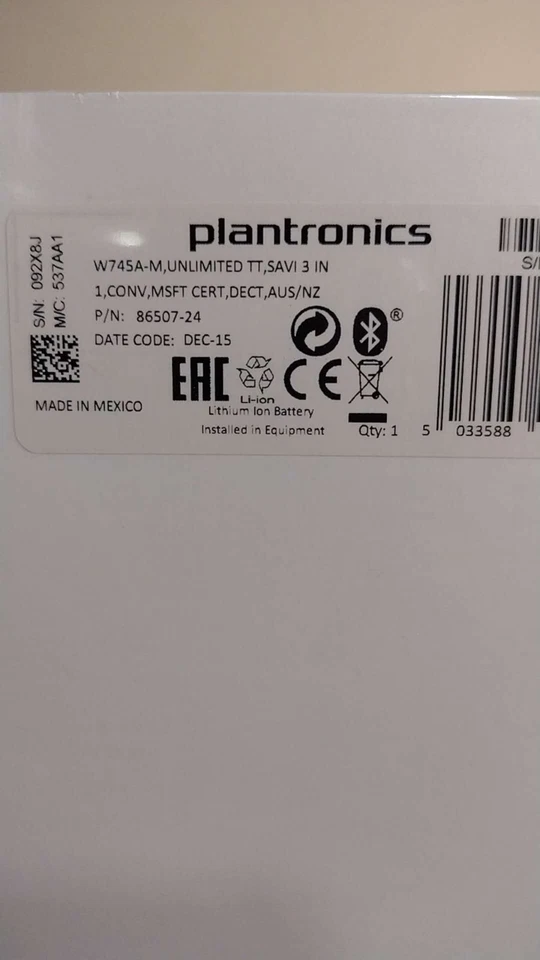 plantronics
S/N: 092X8J
M/C: 537AA1
W745A-M,UNLIMITED TT,SAVI 3 IN
1,CONV,MSFT CERT,DECT,AUS/NZ
P/N: 86507-24
DATE CODE: DEC-15
®
EAC
CE
Li-ion
MADE IN MEXICO
Lithium Ion Battery
Installed in Equipment
Qty: 1
5 033588